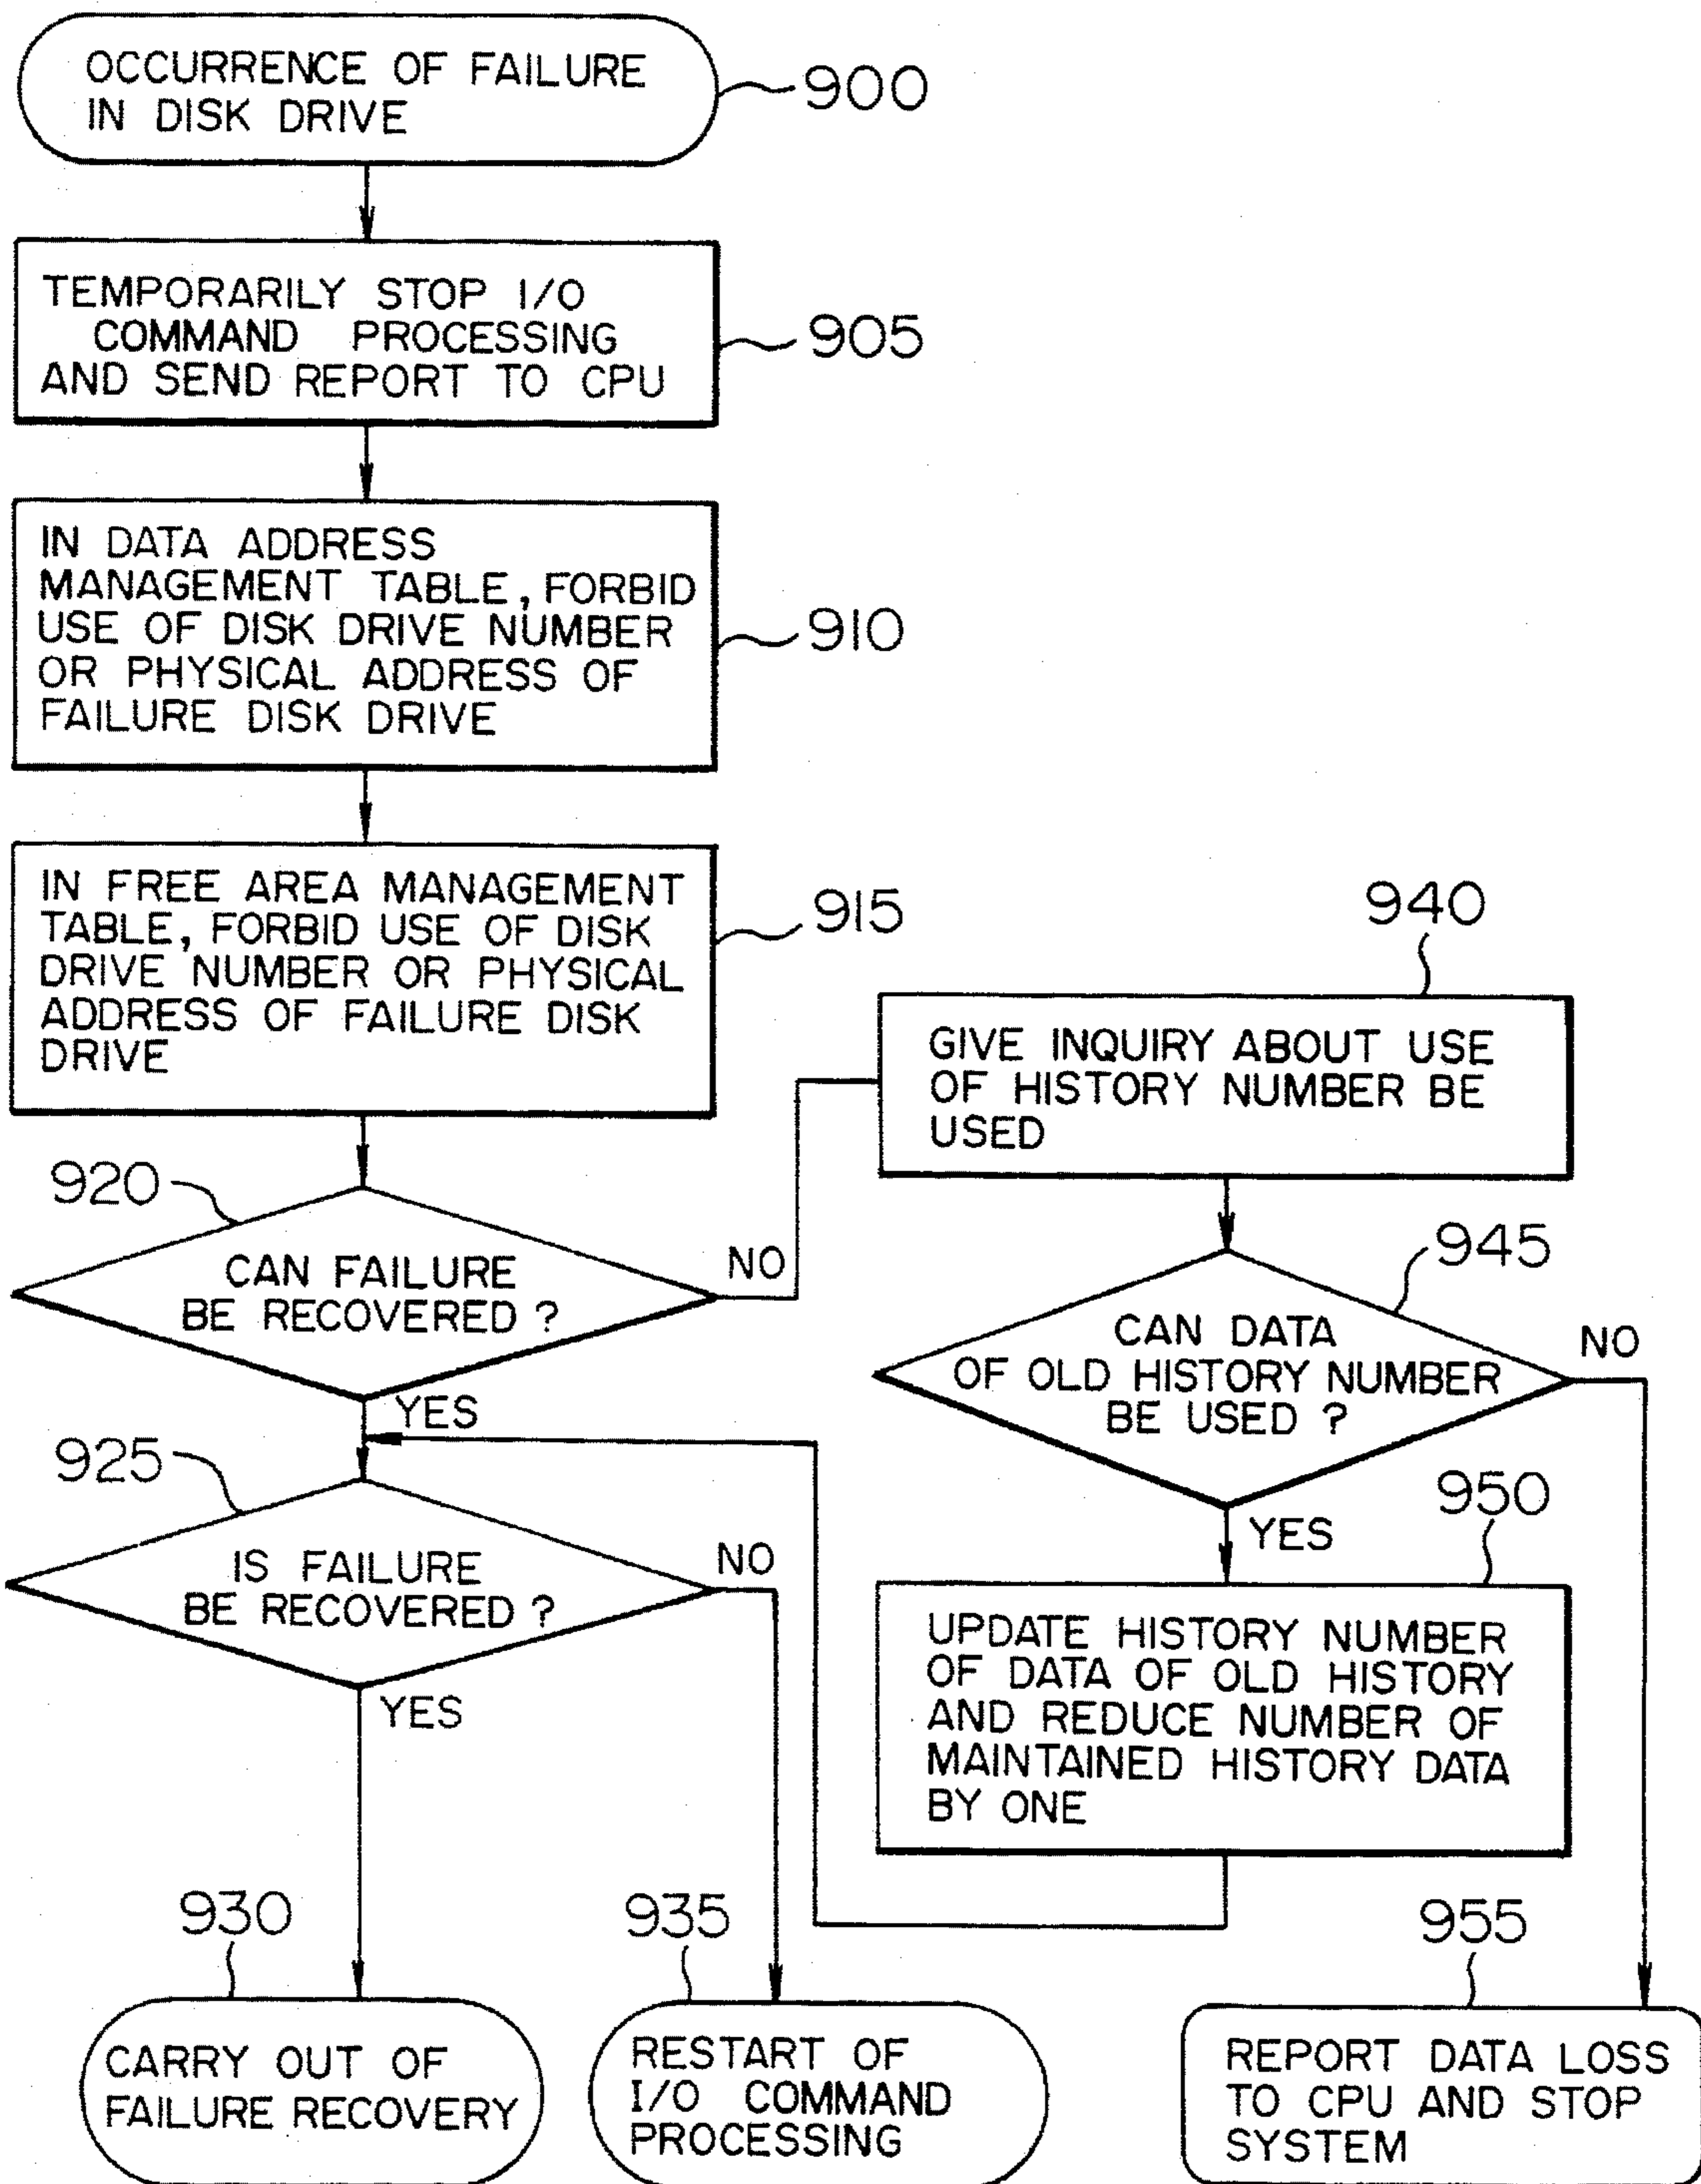 OCCURRENCE OF FAILURE
IN DISK DRIVE
900
TEMPORARILY STOP I/O
COMMAND PROCESSING
AND SEND REPORT TO CPU
905
IN DATA ADDRESS
MANAGEMENT TABLE, FORBID
USE OF DISK DRIVE NUMBER
OR PHYSICAL ADDRESS OF
FAILURE DISK DRIVE
910
IN FREE AREA MANAGEMENT
TABLE, FORBID USE OF DISK
DRIVE NUMBER OR PHYSICAL
ADDRESS OF FAILURE DISK
DRIVE
915
920
CAN FAILURE
BE RECOVERED ?
NO
YES
925
IS FAILURE
BE RECOVERED ?
NO
YES
930
CARRY OUT OF
FAILURE RECOVERY
935
RESTART OF
I/O COMMAND
PROCESSING
940
GIVE INQUIRY ABOUT USE
OF HISTORY NUMBER BE
USED
945
CAN DATA
OF OLD HISTORY NUMBER
BE USED ?
NO
YES
950
UPDATE HISTORY NUMBER
OF DATA OF OLD HISTORY
AND REDUCE NUMBER OF
MAINTAINED HISTORY DATA
BY ONE
955
REPORT DATA LOSS
TO CPU AND STOP
SYSTEM